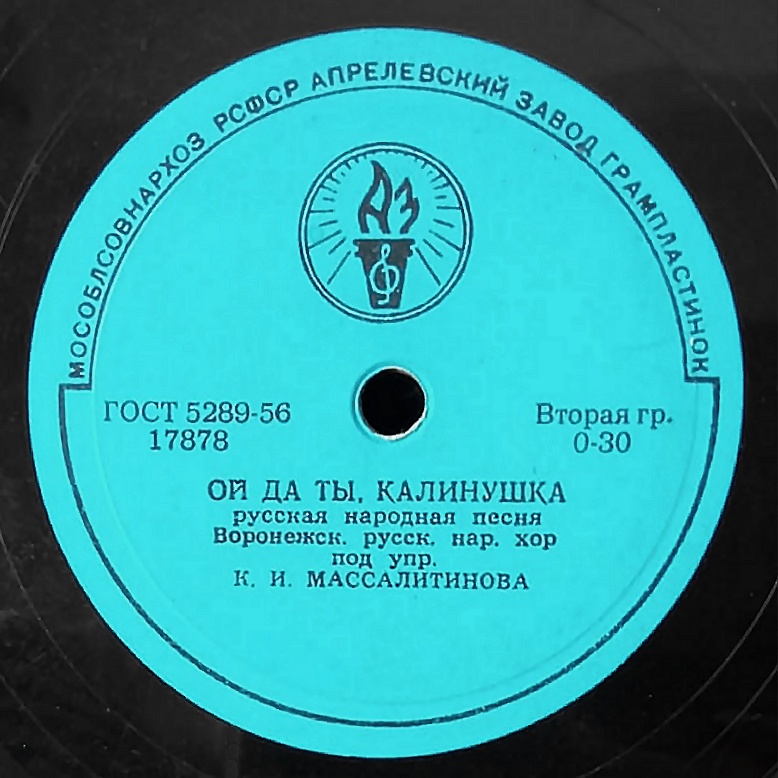 МОСОБЛСОВНАРХОЗ РСФСР АПРЕЛЕВСКИЙ ЗАВОД ГРАМПЛАСТИНОК
АЗ
ГОСТ 5289-56
17878
Вторая гр.
0-30
ОЙ ДА ТЫ, КАЛИНУШКА
русская народная песня
Воронежск. русск. нар. хор
под упр.
К. И. МАССАЛИТИНОВА